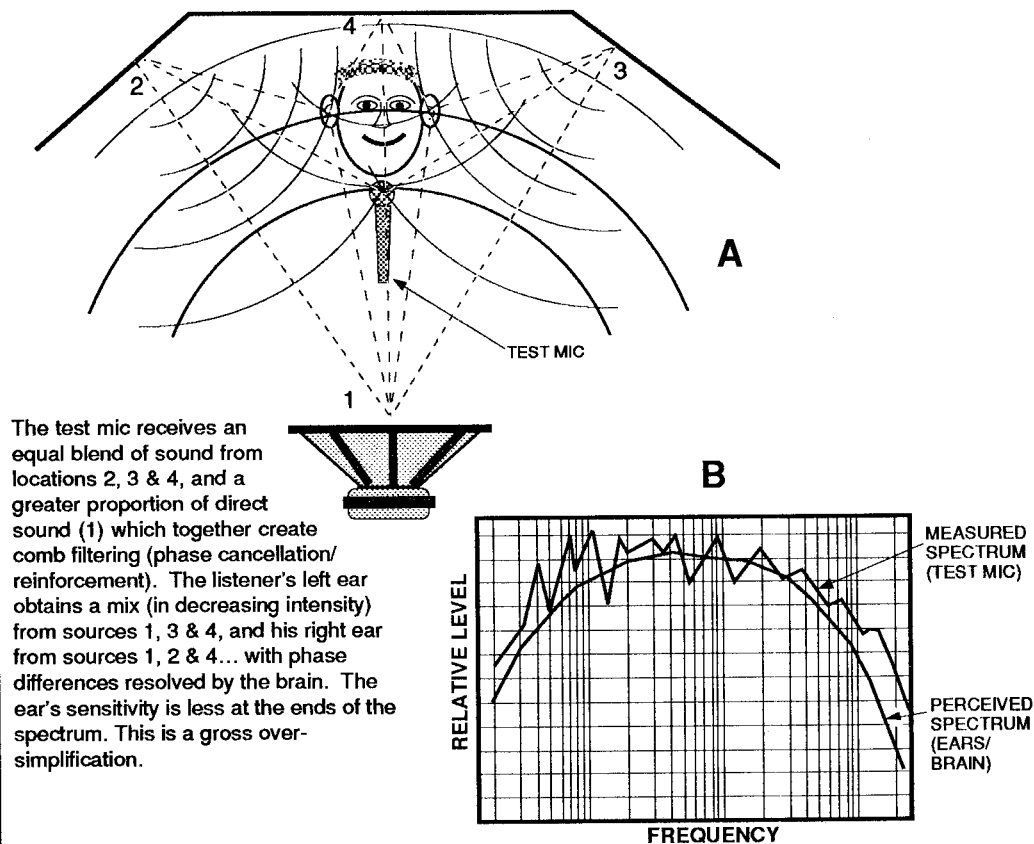 4
2
3
A
TEST MIC
1
The test mic receives an
equal blend of sound from
locations 2, 3 & 4, and a
greater proportion of direct
sound (1) which together create
comb filtering (phase cancellation/
reinforcement). The listener's left ear
obtains a mix (in decreasing intensity)
from sources 1, 3 & 4, and his right ear
from sources 1, 2 & 4... with phase
differences resolved by the brain. The
ear's sensitivity is less at the ends of the
spectrum. This is a gross over-
simplification.
B
RELATIVE LEVEL
MEASURED
SPECTRUM
(TEST MIC)
PERCEIVED
SPECTRUM
(EARS/
BRAIN)
FREQUENCY